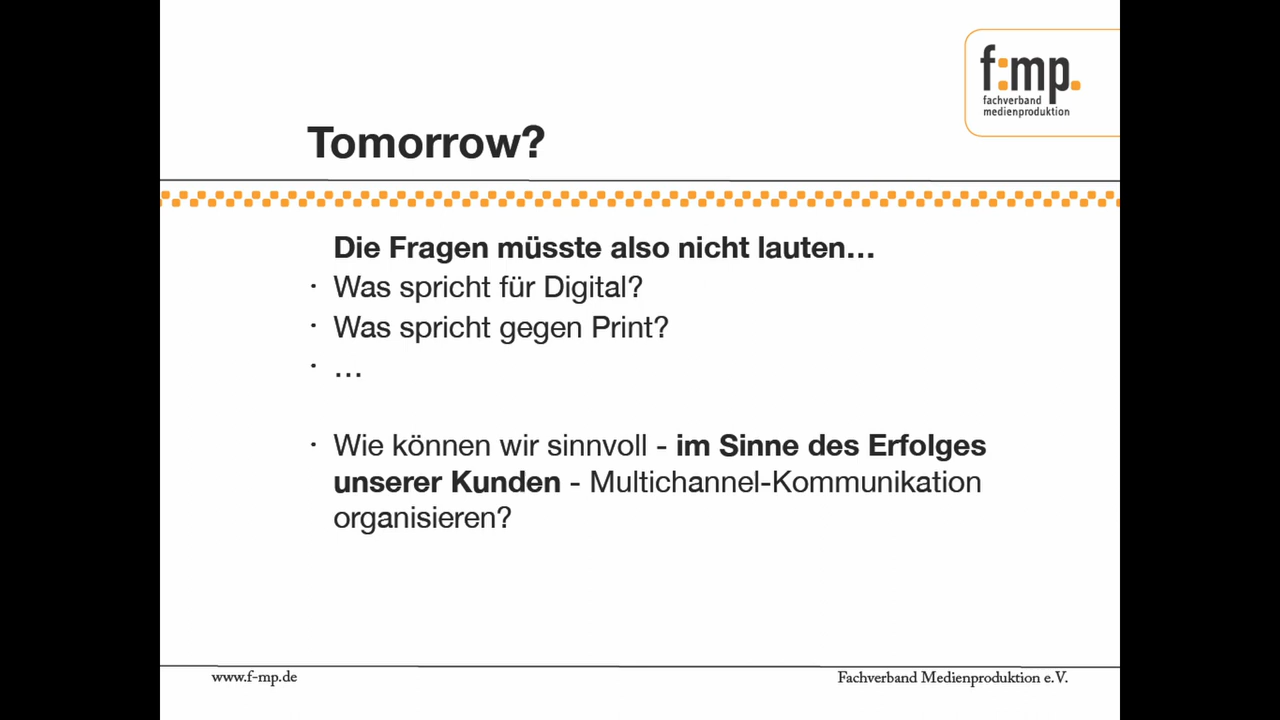 f:mp.
fachverband
medienproduktion
Tomorrow?
Die Fragen müsste also nicht lauten…
· Was spricht für Digital?
· Was spricht gegen Print?
· …
· Wie können wir sinnvoll - im Sinne des Erfolges
unserer Kunden - Multichannel-Kommunikation
organisieren?
www.f-mp.de
Fachverband Medienproduktion e.V.